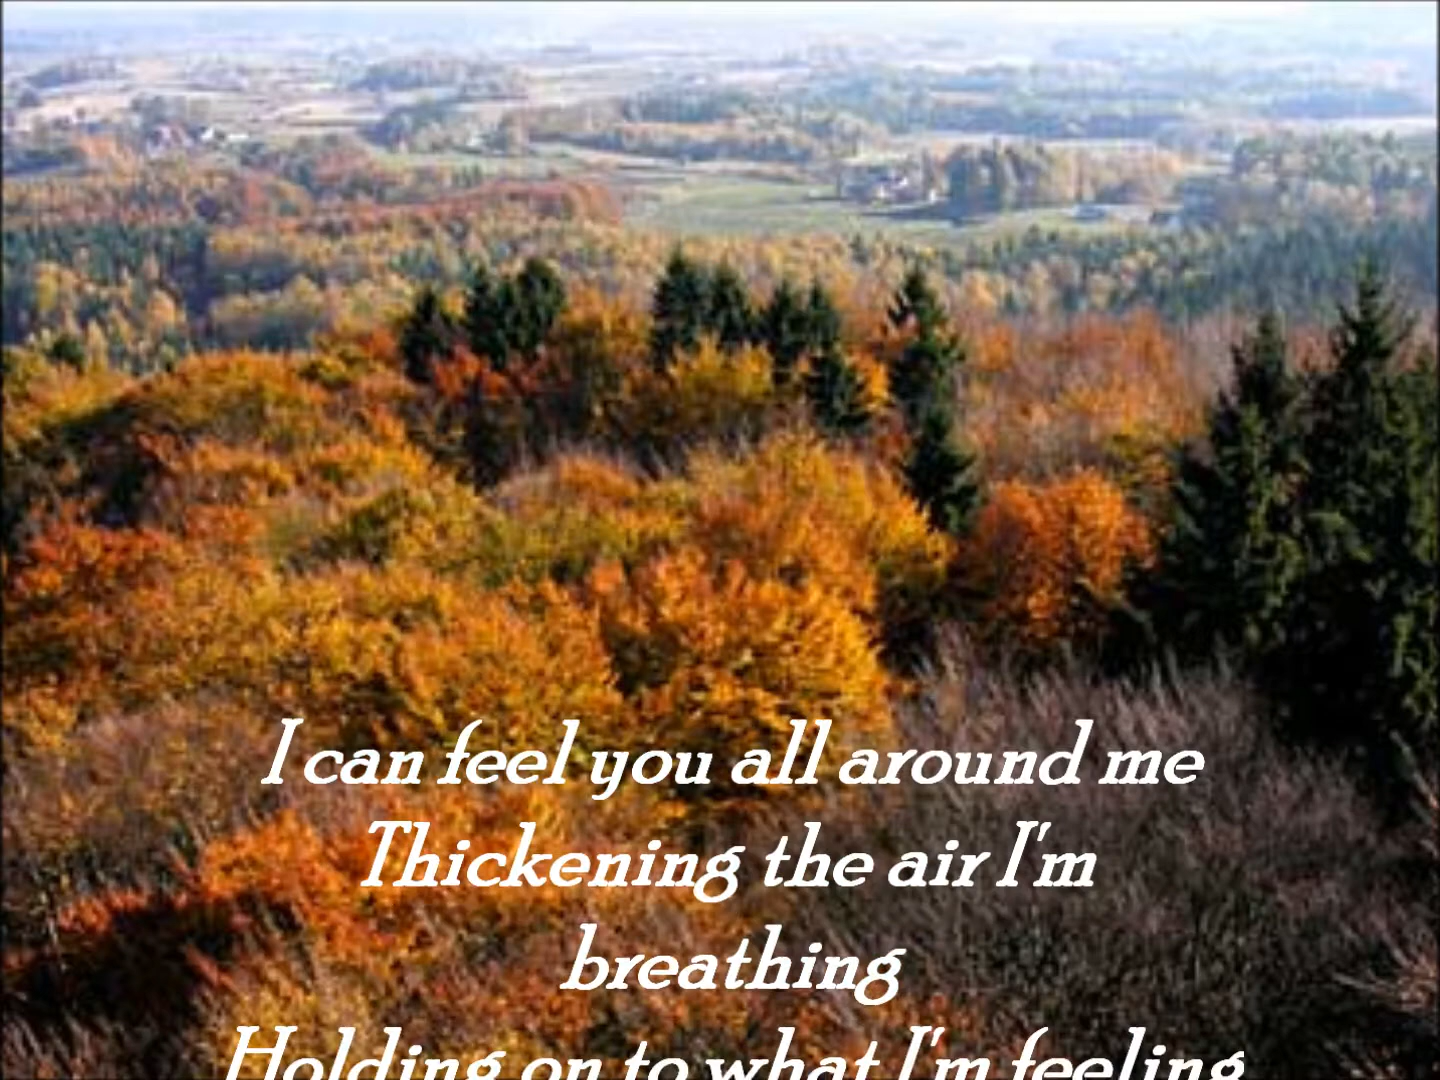 I can feel you all around me
Thickening the air I'm
breathing
Holding on to what I'm feeling